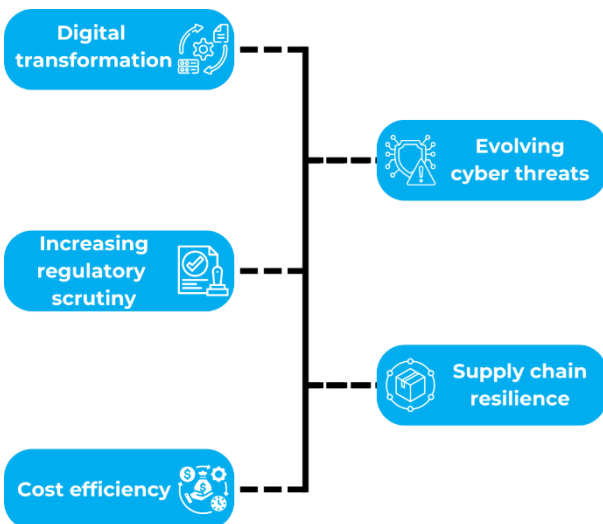 Digital
transformation
Evolving
cyber threats
Increasing
regulatory
scrutiny
Supply chain
resilience
Cost efficiency